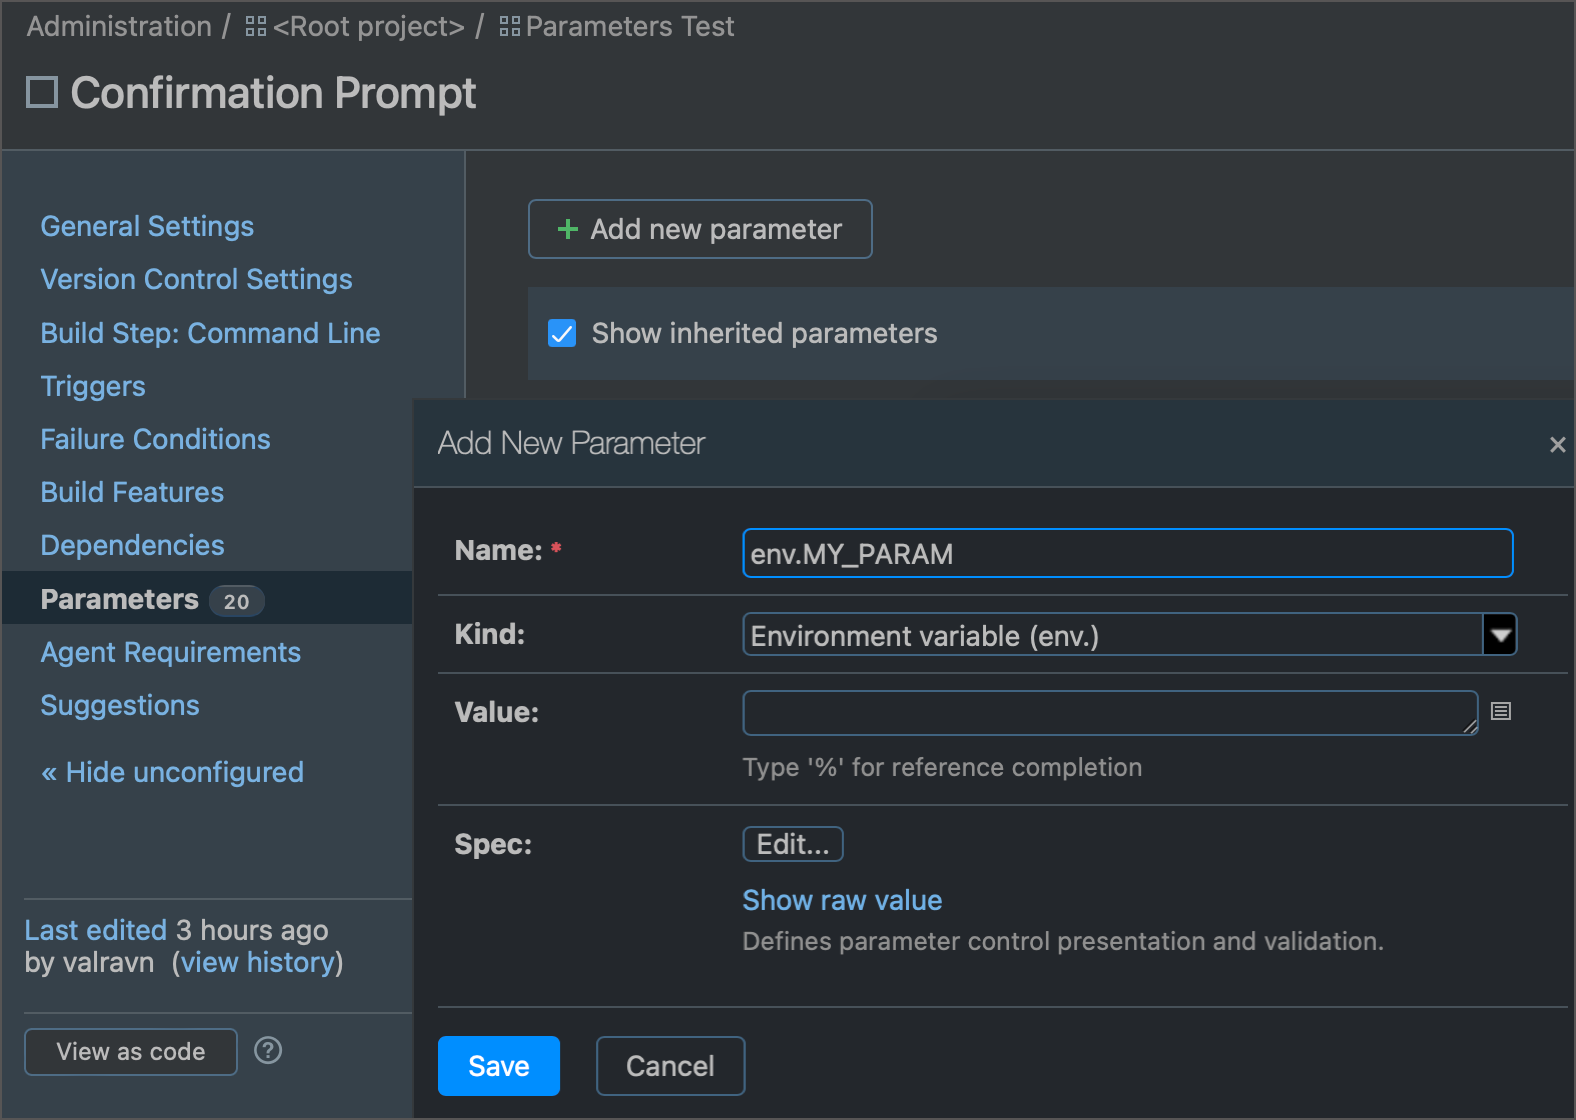 Administration / <Root project> / Parameters Test
Confirmation Prompt
General Settings
Version Control Settings
Build Step: Command Line
Triggers
Failure Conditions
Build Features
Dependencies
Parameters 20
Agent Requirements
Suggestions
« Hide unconfigured
Last edited 3 hours ago
by valravn (view history)
View as code ?
+ Add new parameter
Show inherited parameters
Add New Parameter ×
Name: * env.MY_PARAM
Kind: Environment variable (env.)
Value:
Type '%' for reference completion
Spec: Edit...
Show raw value
Defines parameter control presentation and validation.
Save Cancel